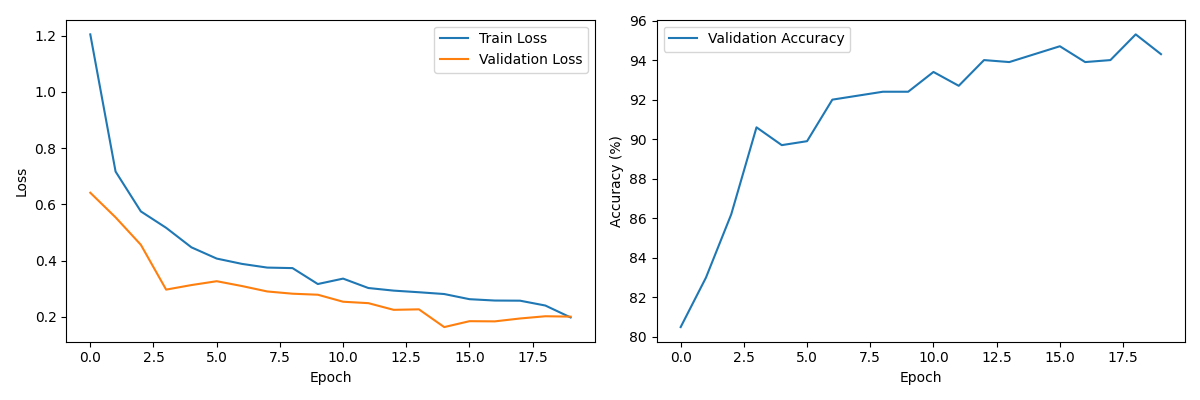 1.2
1.0
0.8
0.6
0.4
0.2
Loss
Train Loss
Validation Loss
0.0 2.5 5.0 7.5 10.0 12.5 15.0 17.5
Epoch
96
94
92
90
88
86
84
82
80
Accuracy (%)
Validation Accuracy
0.0 2.5 5.0 7.5 10.0 12.5 15.0 17.5
Epoch